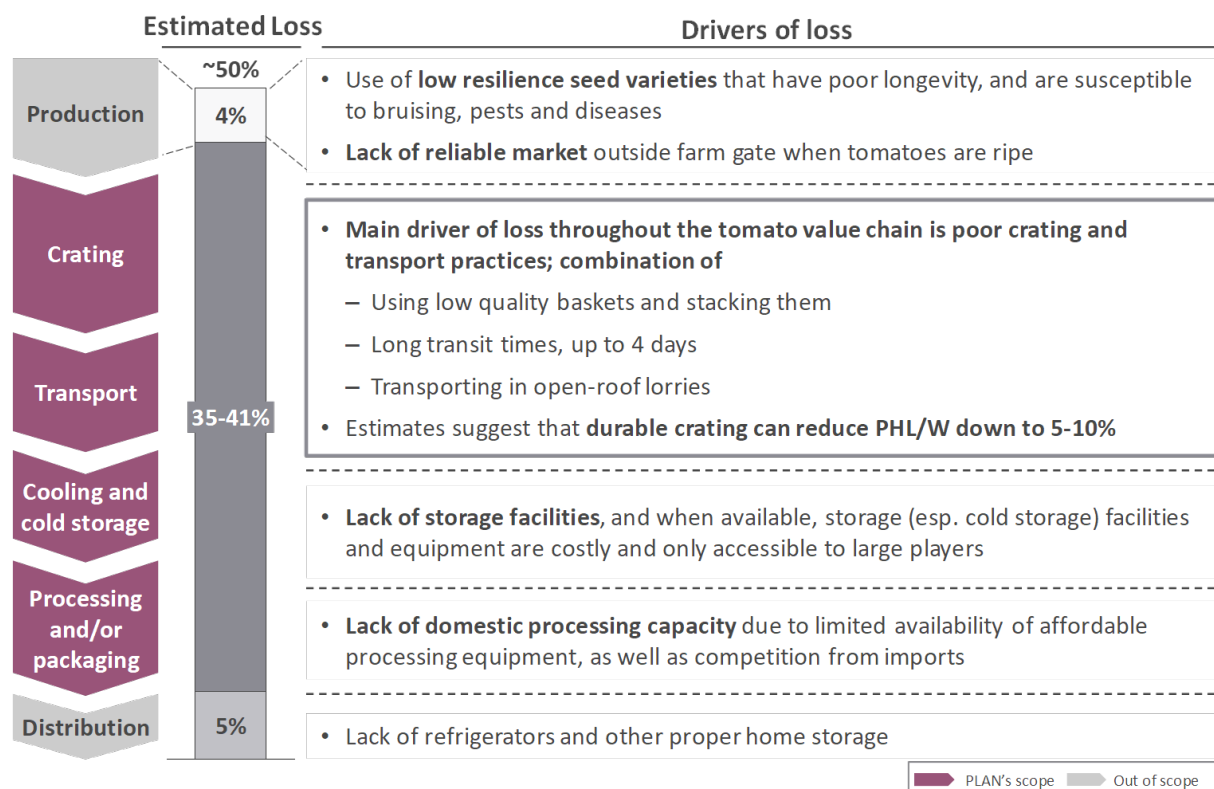 Estimated Loss
Drivers of loss
~50%
Production
4%
• Use of low resilience seed varieties that have poor longevity, and are susceptible
to bruising, pests and diseases
• Lack of reliable market outside farm gate when tomatoes are ripe
Crating
Transport
35-41%
• Main driver of loss throughout the tomato value chain is poor crating and
transport practices; combination of
– Using low quality baskets and stacking them
– Long transit times, up to 4 days
– Transporting in open-roof lorries
• Estimates suggest that durable crating can reduce PHL/W down to 5-10%
Cooling and
cold storage
• Lack of storage facilities, and when available, storage (esp. cold storage) facilities
and equipment are costly and only accessible to large players
Processing
and/or
packaging
• Lack of domestic processing capacity due to limited availability of affordable
processing equipment, as well as competition from imports
Distribution
5%
• Lack of refrigerators and other proper home storage
PLAN's scope
Out of scope